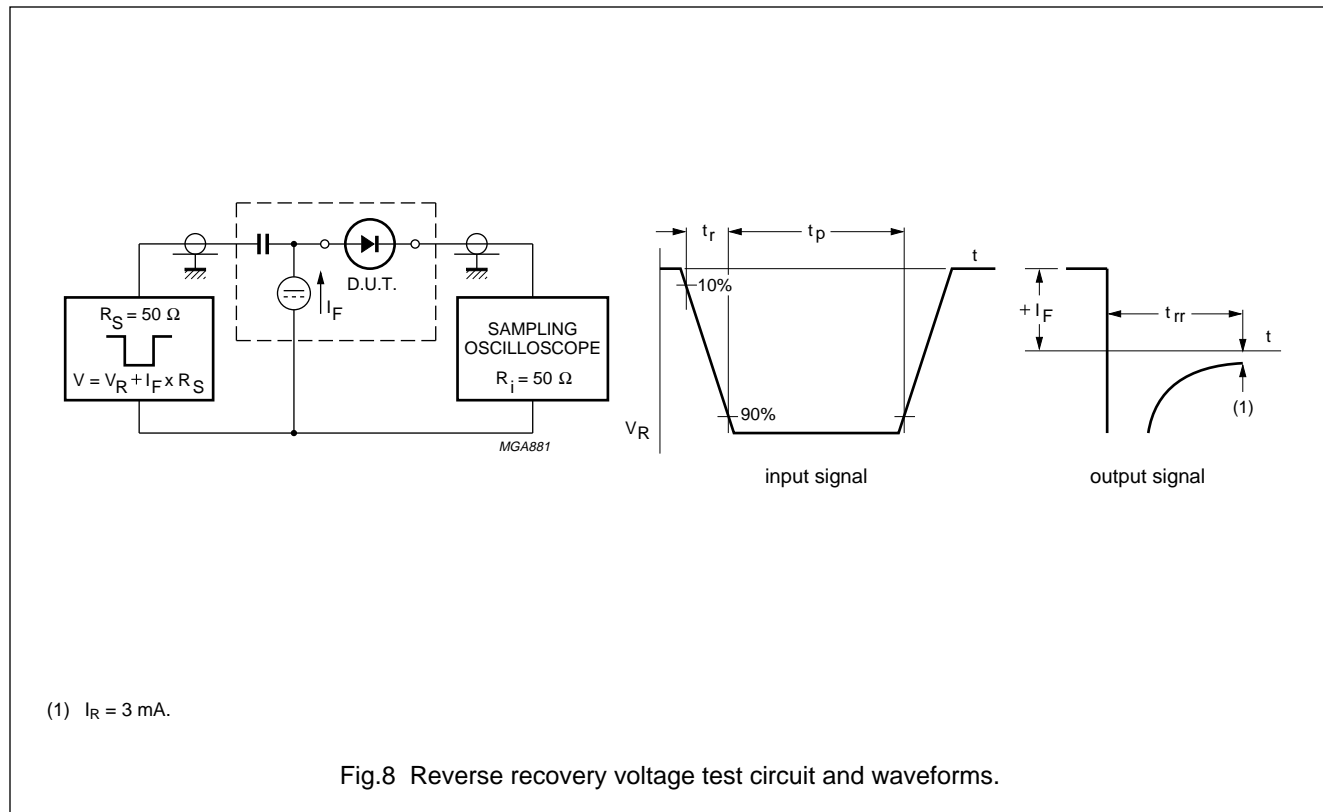 R_S = 50 Ω
V = V_R + I_F x R_S
I_F
D.U.T.
SAMPLING
OSCILLOSCOPE
R_i = 50 Ω
MGA881
t_r
t_p
t
10%
90%
V_R
input signal
+ I_F
t_rr
t
(1)
output signal
(1) I_R = 3 mA.
Fig.8 Reverse recovery voltage test circuit and waveforms.